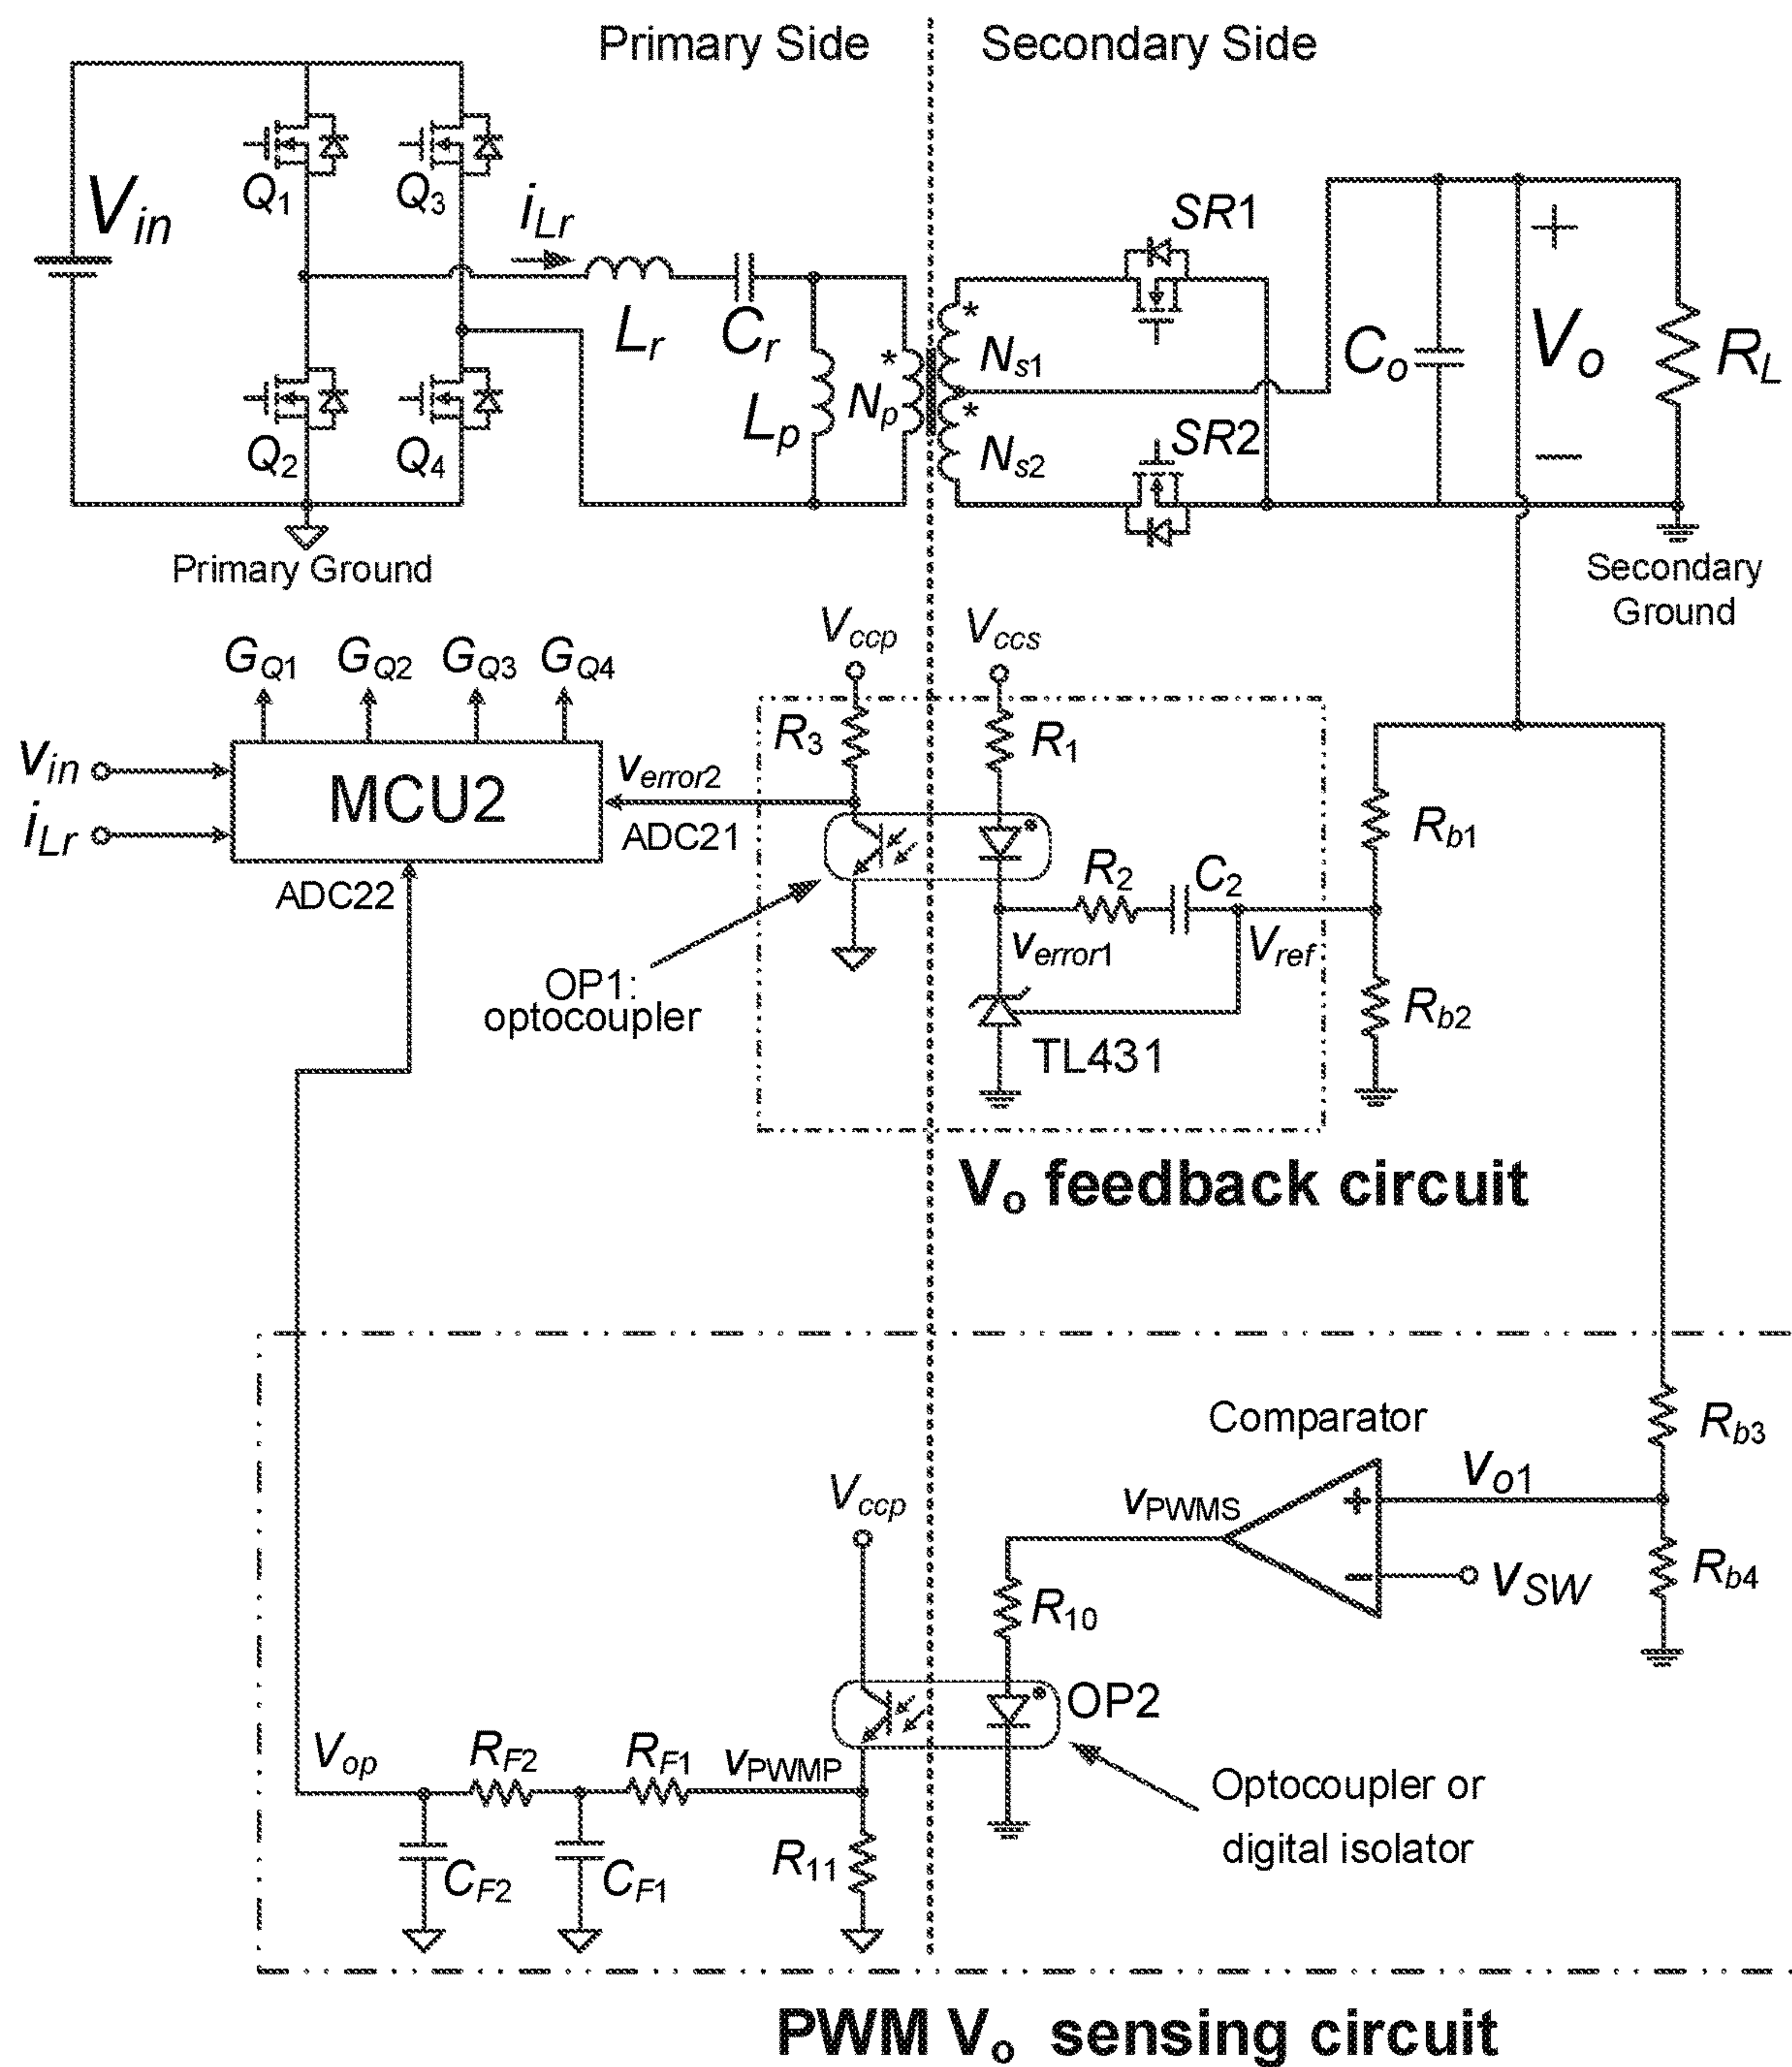 Primary Side
Secondary Side
Vin
Q1
Q3
iLr
Lr
Cr
Lp
Np
*
Q2
Q4
Primary Ground
*
Ns1
*
Ns2
SR1
SR2
Co
+
Vo
−
RL
Secondary
Ground
GQ1
GQ2
GQ3
GQ4
vin
iLr
MCU2
verror2
ADC21
ADC22
Vccp
Vccs
R3
R1
R2
C2
verror1
Vref
TL431
OP1:
optocoupler
Rb1
Rb2
Vo feedback circuit
Comparator
Rb3
vo1
+
−
vSW
Rb4
vPWMS
Vccp
R10
OP2
Optocoupler or
digital isolator
Vop
RF2
RF1
vPWMP
CF2
CF1
R11
PWM Vo sensing circuit